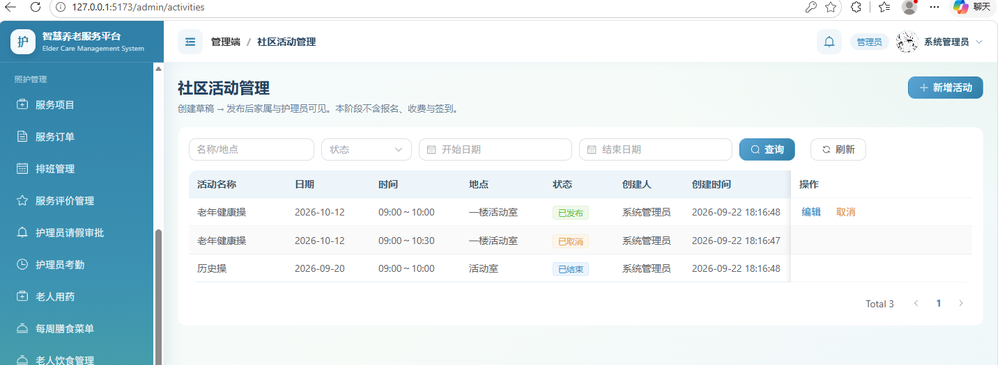 127.0.0.1:5173/admin/activities
聊天
护
智慧养老服务平台
Elder Care Management System
管理端 / 社区活动管理
管理员
系统管理员
照护管理
服务项目
服务订单
排班管理
服务评价管理
护理员请假审批
护理员考勤
老人用药
每周膳食菜单
老人饮食管理
社区活动管理
创建草稿 → 发布后家属与护理员可见。本阶段不含报名、收费与签到。
+ 新增活动
名称/地点 状态 开始日期 结束日期 查询 刷新
活动名称 日期 时间 地点 状态 创建人 创建时间 操作
老年健康操 2026-10-12 09:00 ~ 10:00 一楼活动室 已发布 系统管理员 2026-09-22 18:16:48 编辑 取消
老年健康操 2026-10-12 09:00 ~ 10:30 一楼活动室 已取消 系统管理员 2026-09-22 18:16:47
历史操 2026-09-20 09:00 ~ 10:00 活动室 已结束 系统管理员 2026-09-22 18:16:48
Total 3 1